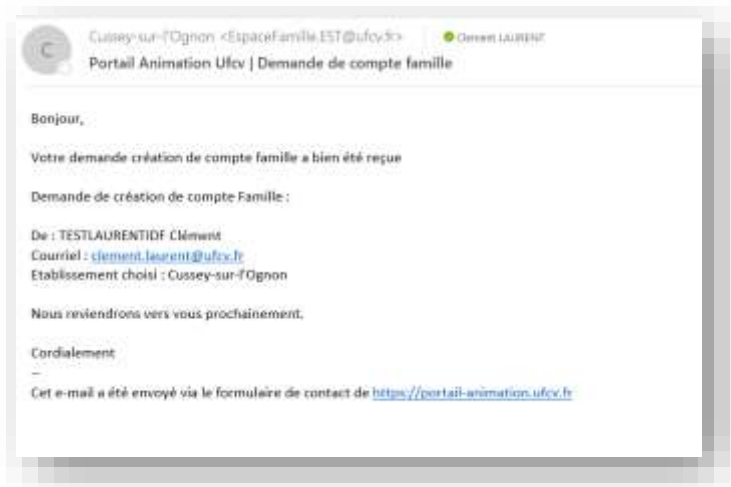 C
Cussey-sur-l'Ognon <EspaceFamille.EST@ufcv.fr> Clement LAURENT
Portail Animation Ufcv | Demande de compte famille
Bonjour,
Votre demande création de compte famille a bien été reçue
Demande de création de compte Famille :
De : TESTLAURENTIDF Clément
Courriel : clement.laurent@ufcv.fr
Etablissement choisi : Cussey-sur-l'Ognon
Nous reviendrons vers vous prochainement.
Cordialement
--
Cet e-mail a été envoyé via le formulaire de contact de https://portail-animation.ufcv.fr